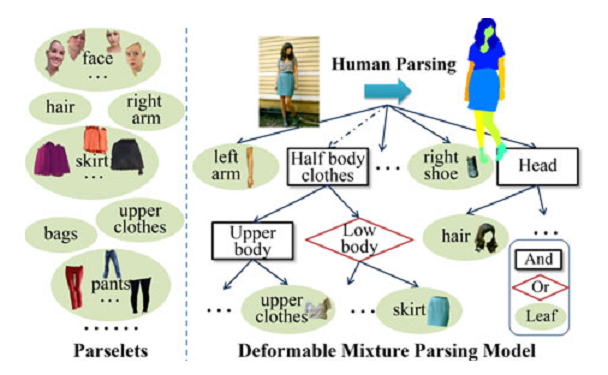 face
...
hair
right
arm
skirt
...
bags
upper
clothes
pants
...
......
Parselets
Human Parsing
left
arm
Half body
clothes
...
right
shoe
Head
Upper
body
Low
body
hair
...
...
upper
clothes
...
skirt
And
Or
Leaf
Deformable Mixture Parsing Model